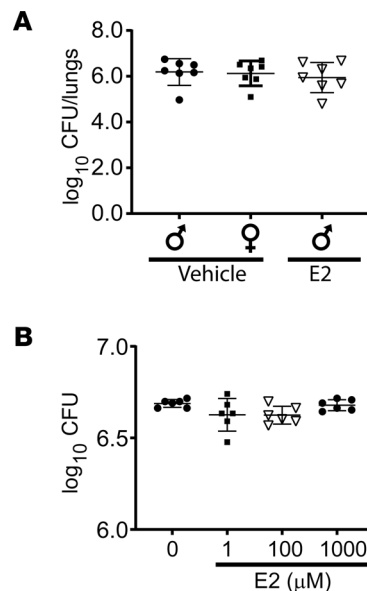 A
log10 CFU/lungs
8.0
6.0
4.0
2.0
0.0
♂ ♀ ♂
Vehicle E2
B
log10 CFU
7.0
6.5
6.0
0 1 100 1000
E2 (μM)